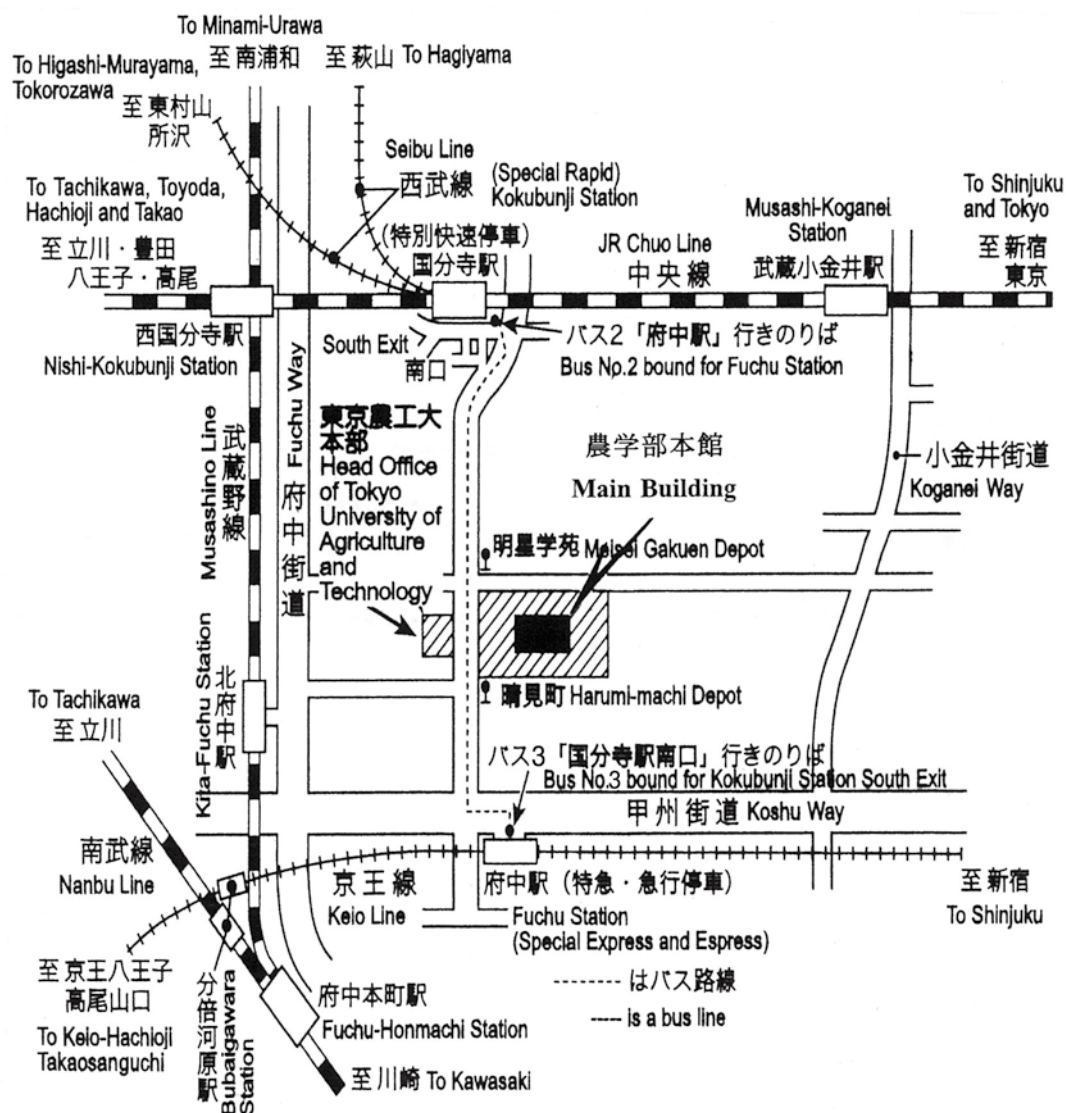 To Minami-Urawa
至 南浦和
至 萩山 To Hagiyama
To Higashi-Murayama,
Tokorozawa
至 東村山
所沢
Seibu Line
西武線
(Special Rapid)
Kokubunji Station
(特別快速停車)
国分寺駅
To Tachikawa, Toyoda,
Hachioji and Takao
至 立川・豊田
八王子・高尾
JR Chuo Line
中央線
Musashi-Koganei
Station
武蔵小金井駅
To Shinjuku
and Tokyo
至 新宿
東京
西国分寺駅
Nishi-Kokubunji Station
South Exit
南口
バス2「府中駅」行きのりば
Bus No.2 bound for Fuchu Station
Musashino Line
武蔵野線
Fuchu Way
府中街道
東京農工大
本部
Head Office
of Tokyo
University of
Agriculture
and
Technology
農学部本館
Main Building
小金井街道
Koganei Way
明星学苑 Meisei Gakuen Depot
晴見町 Harumi-machi Depot
Kita-Fuchu Station
北府中駅
To Tachikawa
至 立川
バス3「国分寺駅南口」行きのりば
Bus No.3 bound for Kokubunji Station South Exit
甲州街道 Koshu Way
南武線
Nanbu Line
京王線
Keio Line
府中駅(特急・急行停車)
Fuchu Station
(Special Express and Espress)
至 新宿
To Shinjuku
至 京王八王子
高尾山口
To Keio-Hachioji
Takaosanguchi
分倍河原駅
Bubaigawara
Station
府中本町駅
Fuchu-Honmachi Station
至 川崎 To Kawasaki
------ はバス路線
---- is a bus line